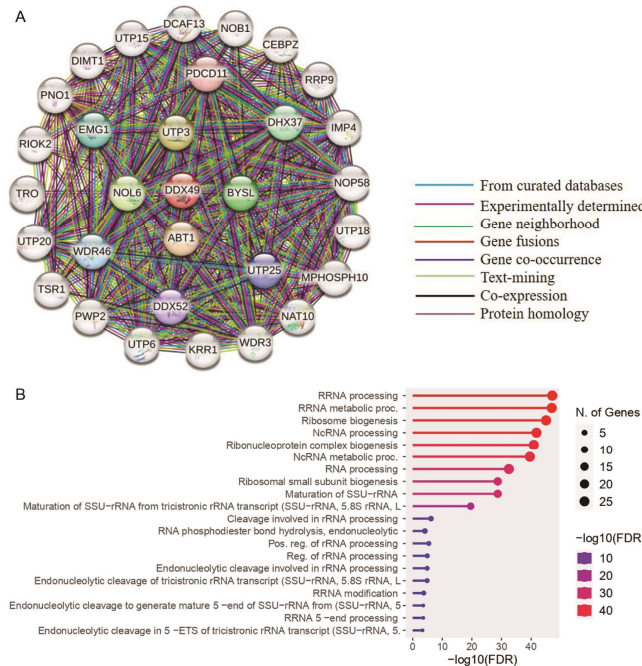 A
DCAF13
UTP15
NOB1
CEBPZ
DIMT1
PDCD11
RRP9
PNO1
EMG1
UTP3
DHX37
IMP4
RIOK2
NOP58
TRO
NOL6
DDX49
BYSL
UTP18
UTP20
WDR46
ABT1
UTP25
MPHOSPH10
TSR1
DDX52
NAT10
PWP2
UTP6
KRR1
WDR3
From curated databases
Experimentally determined
Gene neighborhood
Gene fusions
Gene co-occurrence
Text-mining
Co-expression
Protein homology
B
RRNA processing
RRNA metabolic proc.
Ribosome biogenesis
NcRNA processing
Ribonucleoprotein complex biogenesis
NcRNA metabolic proc.
RNA processing
Ribosomal small subunit biogenesis
Maturation of SSU-rRNA
Maturation of SSU-rRNA from tricistronic rRNA transcript (SSU-rRNA, 5.8S rRNA, L
Cleavage involved in rRNA processing
RNA phosphodiester bond hydrolysis, endonucleolytic
Pos. reg. of rRNA processing
Reg. of rRNA processing
Endonucleolytic cleavage involved in rRNA processing
Endonucleolytic cleavage of tricistronic rRNA transcript (SSU-rRNA, 5.8S rRNA, L
RRNA modification
Endonucleolytic cleavage to generate mature 5 -end of SSU-rRNA from (SSU-rRNA, 5
RRNA 5 -end processing
Endonucleolytic cleavage in 5 -ETS of tricistronic rRNA transcript (SSU-rRNA, 5.
0 10 20 30 40
-log10(FDR)
N. of Genes
5
10
15
20
25
-log10(FDR)
10
20
30
40